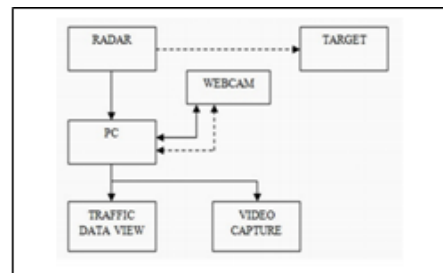 RADAR
TARGET
WEBCAM
PC
TRAFFIC
DATA VIEW
VIDEO
CAPTURE